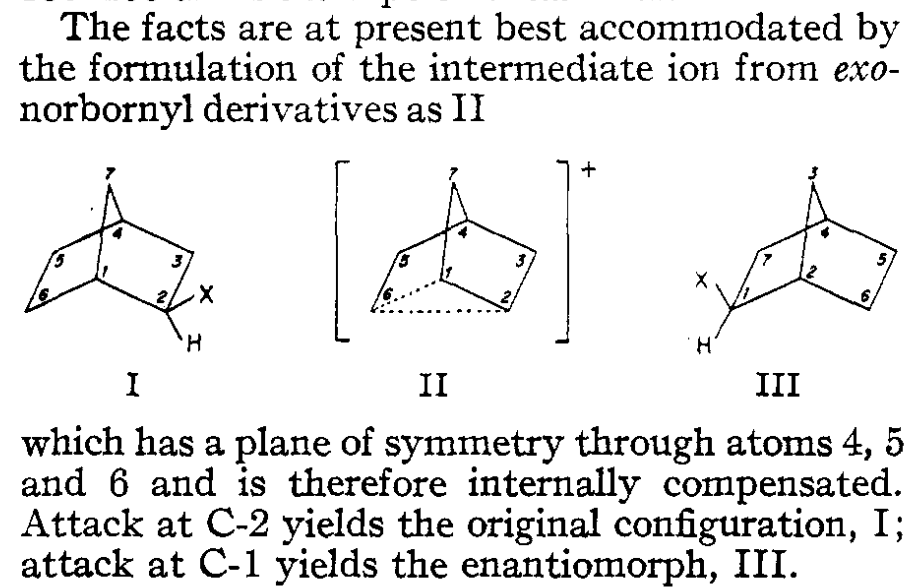 The facts are at present best accommodated by
the formulation of the intermediate ion from exo-
norbornyl derivatives as II
7
4
5
3
1
6
2
X
H
I
7
4
5
3
1
6
2
+
II
3
4
7
5
2
X
1
6
H
III
which has a plane of symmetry through atoms 4, 5
and 6 and is therefore internally compensated.
Attack at C-2 yields the original configuration, I;
attack at C-1 yields the enantiomorph, III.